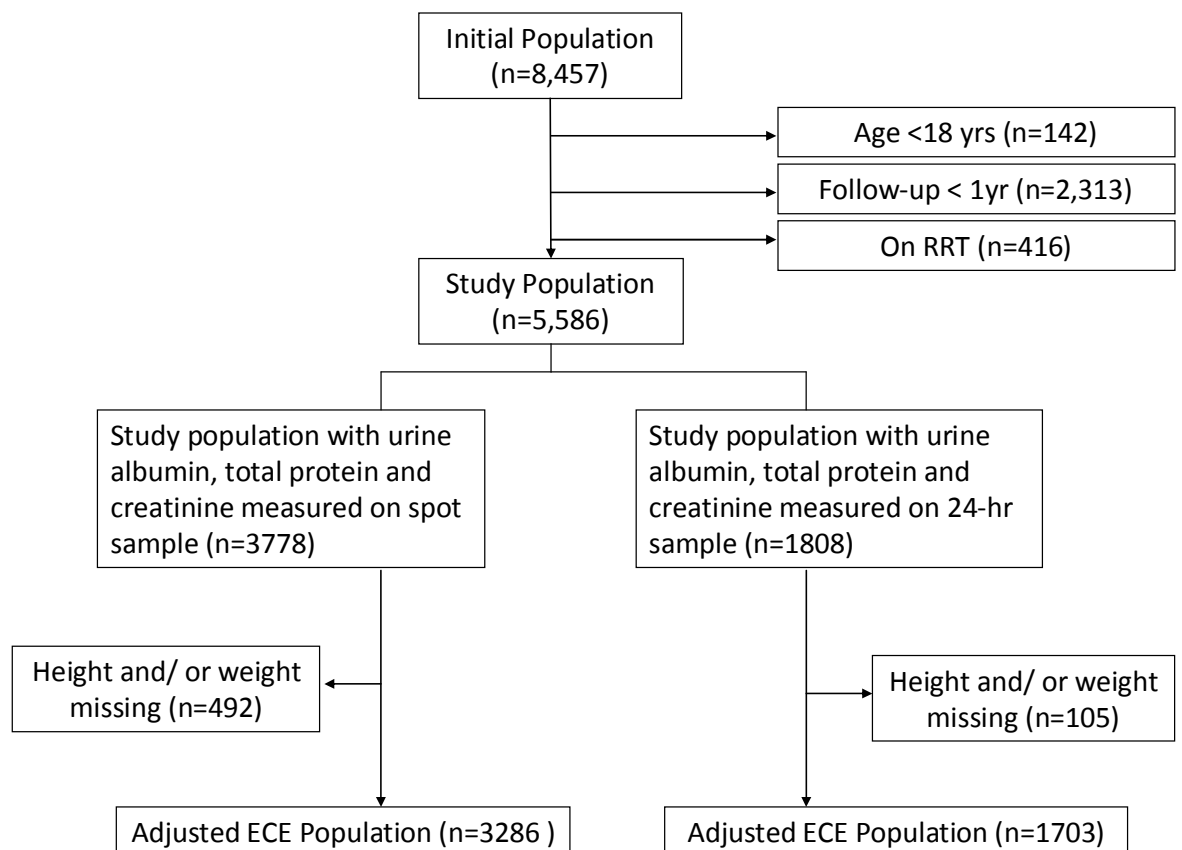 Initial Population
(n=8,457)
Age <18 yrs (n=142)
Follow-up < 1yr (n=2,313)
On RRT (n=416)
Study Population
(n=5,586)
Study population with urine
albumin, total protein and
creatinine measured on spot
sample (n=3778)
Study population with urine
albumin, total protein and
creatinine measured on 24-hr
sample (n=1808)
Height and/ or weight
missing (n=492)
Height and/ or weight
missing (n=105)
Adjusted ECE Population (n=3286 )
Adjusted ECE Population (n=1703)